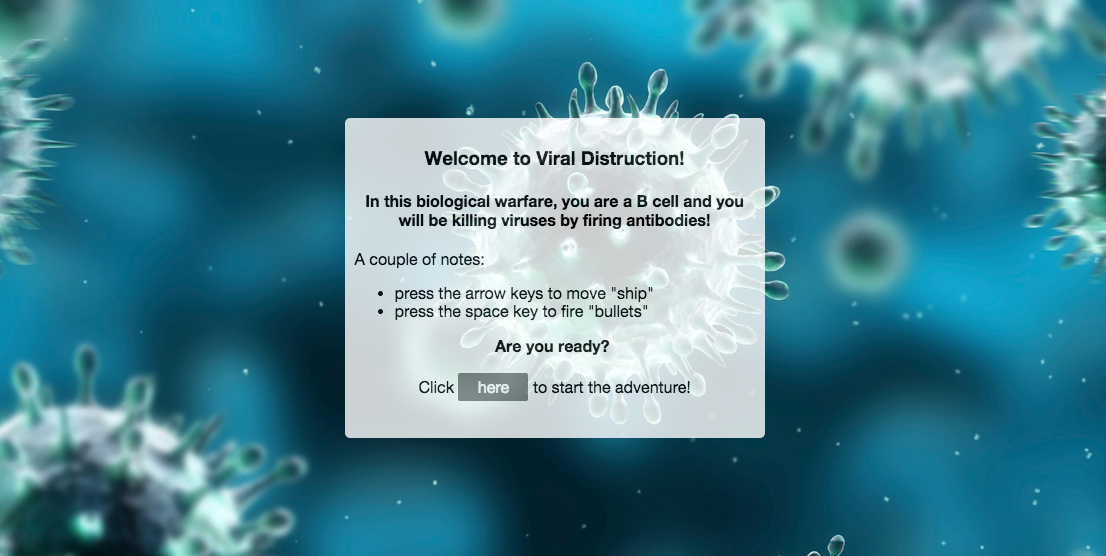 Welcome to Viral Distruction!
In this biological warfare, you are a B cell and you
will be killing viruses by firing antibodies!
A couple of notes:
• press the arrow keys to move "ship"
• press the space key to fire "bullets"
Are you ready?
Click here to start the adventure!